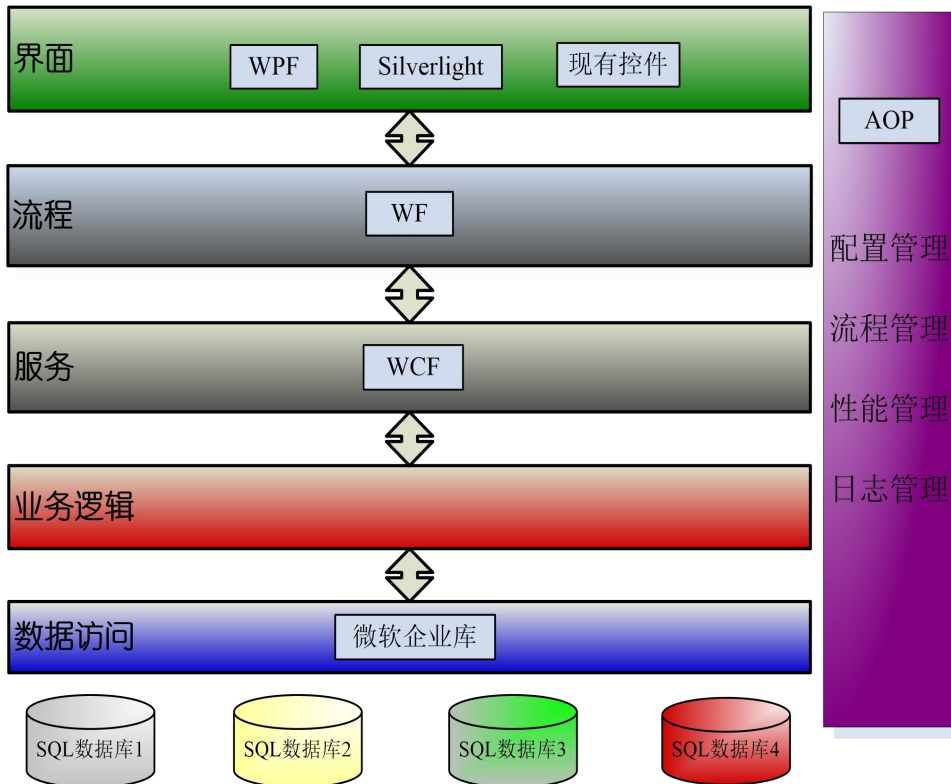 界面
WPF
Silverlight
现有控件
流程
WF
服务
WCF
业务逻辑
数据访问
微软企业库
SQL数据库1
SQL数据库2
SQL数据库3
SQL数据库4
AOP
配置管理
流程管理
性能管理
日志管理